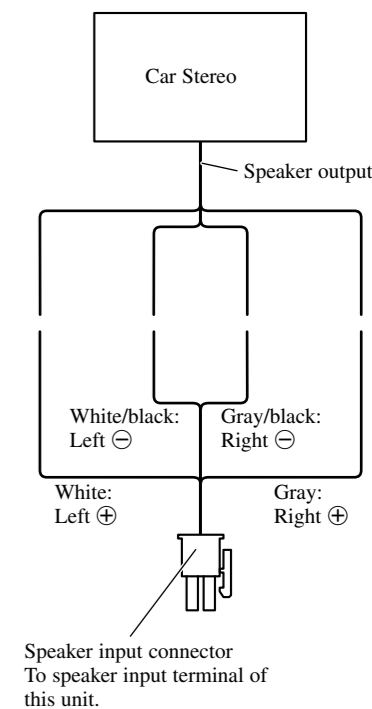 Car Stereo
Speaker output
White/black:
Left ⊖
Gray/black:
Right ⊖
White:
Left ⊕
Gray:
Right ⊕
Speaker input connector
To speaker input terminal of
this unit.